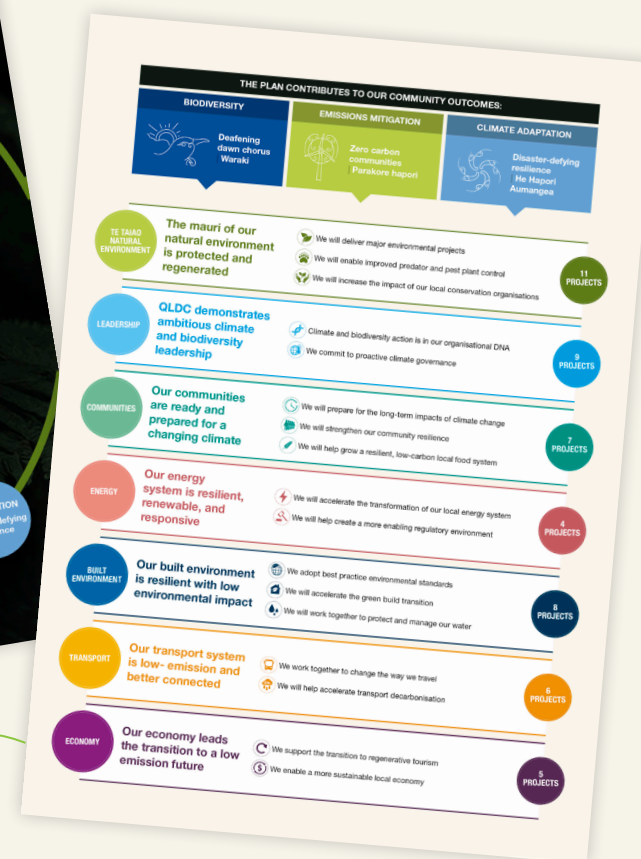 THE PLAN CONTRIBUTES TO OUR COMMUNITY OUTCOMES:
BIODIVERSITY
Deafening
dawn chorus
Waraki
EMISSIONS MITIGATION
Zero carbon
communities
| Parakore hapori
CLIMATE ADAPTATION
Disaster-defying
resilience
| He Hapori
Aumangea
TE TAIAO
NATURAL
ENVIRONMENT
The mauri of our
natural environment
is protected and
regenerated
We will deliver major environmental projects
We will enable improved predator and pest plant control
We will increase the impact of our local conservation organisations
11
PROJECTS
LEADERSHIP
QLDC demonstrates
ambitious climate
and biodiversity
leadership
Climate and biodiversity action is in our organisational DNA
We commit to proactive climate governance
9
PROJECTS
COMMUNITIES
Our communities
are ready and
prepared for a
changing climate
We will prepare for the long-term impacts of climate change
We will strengthen our community resilience
We will help grow a resilient, low-carbon local food system
7
PROJECTS
ENERGY
Our energy
system is resilient,
renewable, and
responsive
We will accelerate the transformation of our local energy system
We will help create a more enabling regulatory environment
4
PROJECTS
BUILT
ENVIRONMENT
Our built environment
is resilient with low
environmental impact
We adopt best practice environmental standards
We will accelerate the green build transition
We will work together to protect and manage our water
8
PROJECTS
TRANSPORT
Our transport system
is low- emission and
better connected
We work together to change the way we travel
We will help accelerate transport decarbonisation
6
PROJECTS
ECONOMY
Our economy leads
the transition to a low
emission future
We support the transition to regenerative tourism
We enable a more sustainable local economy
5
PROJECTS